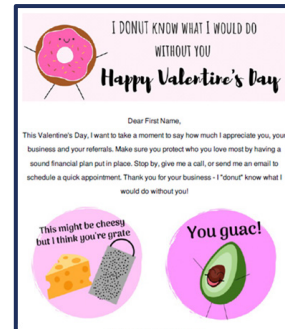 I DONUT KNOW WHAT I WOULD DO
WITHOUT YOU
Happy Valentine's Day
Dear First Name,
This Valentine's Day, I want to take a moment to say how much I appreciate you, your
business and your referrals. Make sure you protect who you love most by having a
sound financial plan put in place. Stop by, give me a call, or send me an email to
schedule a quick appointment. Thank you for your business - I "donut" know what I
would do without you!
This might be cheesy
but I think you're grate
You guac!